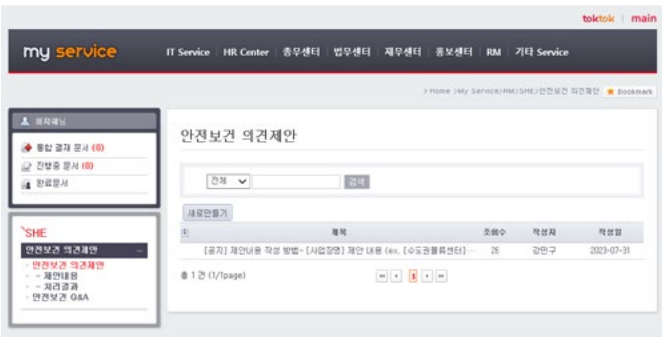 toktok | main
my service
IT Service HR Center 총무센터 법무센터 재무센터 홍보센터 RM 기타 Service
> Home >My Service>RM>SHE>안전보건 의견제안 Bookmark
안전보건 의견제안
통합 결재 문서 (0)
진행중 문서 (0)
완료문서
전체 검색
새로만들기
SHE
안전보건 의견제안
- 안전보건 의견제안
- 제안내용
- 처리결과
- 안전보건 Q&A
제목 조회수 작성자 작성일
[공지] 제안내용 작성 방법- [사업장명] 제안 내용 (ex. [수도권물류센터]… 26 강민구 2023-07-31
총 1 건 (1/1page) 1